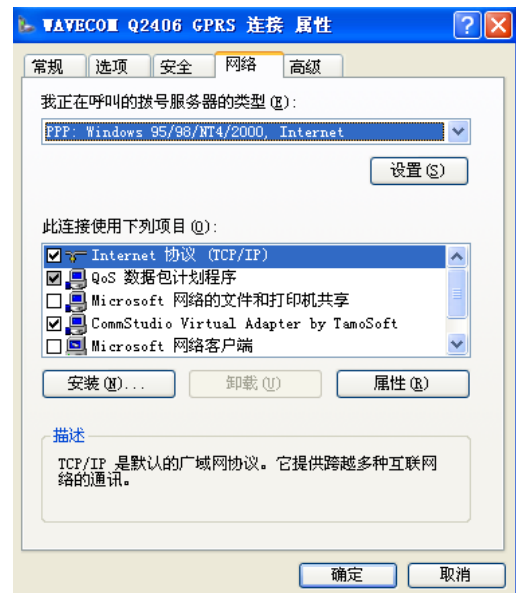 WAVECOM Q2406 GPRS 连接 属性
常规 选项 安全 网络 高级
我正在呼叫的拨号服务器的类型(E):
PPP: Windows 95/98/NT4/2000, Internet
设置(S)
此连接使用下列项目(O):
Internet 协议 (TCP/IP)
QoS 数据包计划程序
Microsoft 网络的文件和打印机共享
CommStudio Virtual Adapter by TamoSoft
Microsoft 网络客户端
安装(N)... 卸载(U) 属性(R)
描述
TCP/IP 是默认的广域网协议。它提供跨越多种互联网
络的通讯。
确定 取消